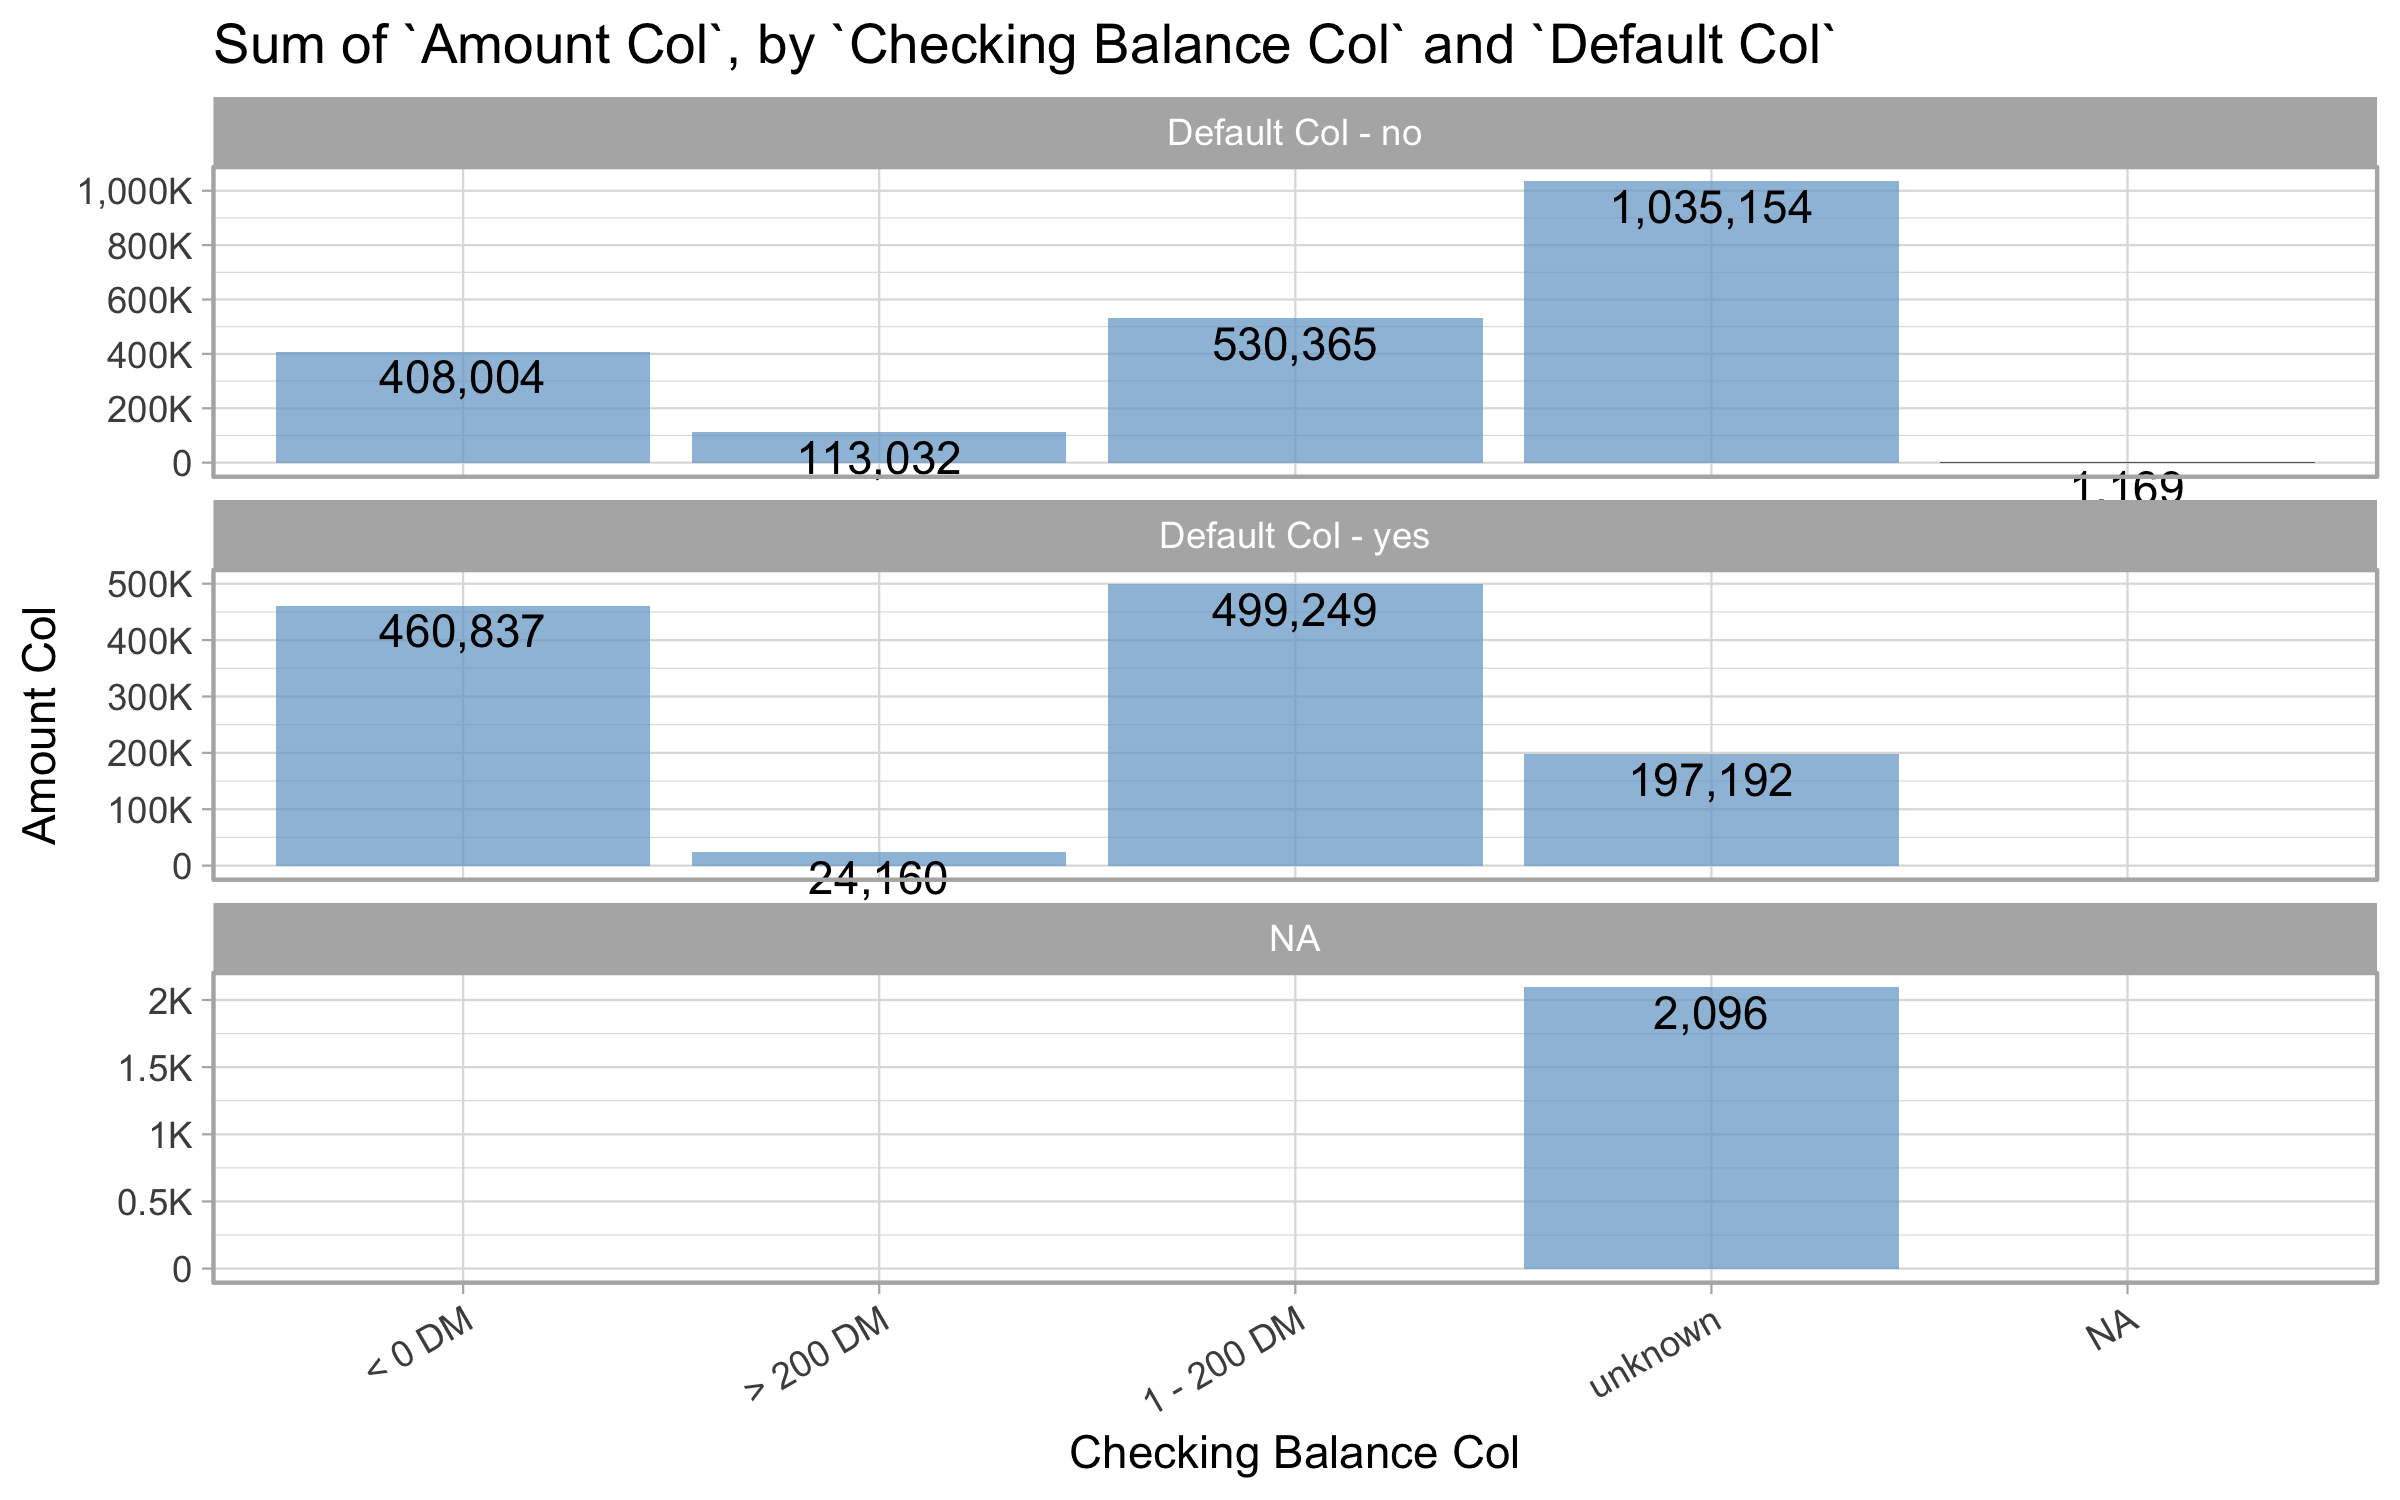 Sum of `Amount Col`, by `Checking Balance Col` and `Default Col`
Default Col - no
1,000K
800K
600K
400K
200K
0
408,004
113,032
530,365
1,035,154
1,169
Default Col - yes
500K
400K
300K
200K
100K
0
460,837
24,160
499,249
197,192
Amount Col
NA
2K
1.5K
1K
0.5K
0
2,096
< 0 DM
> 200 DM
1 - 200 DM
unknown
NA
Checking Balance Col